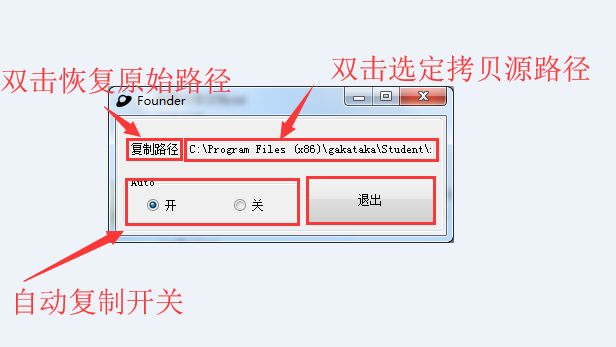 双击恢复原始路径
双击选定拷贝源路径
Founder
复制路径
C:\Program Files (x86)\gakataka\Student\
Auto
开
关
退出
自动复制开关